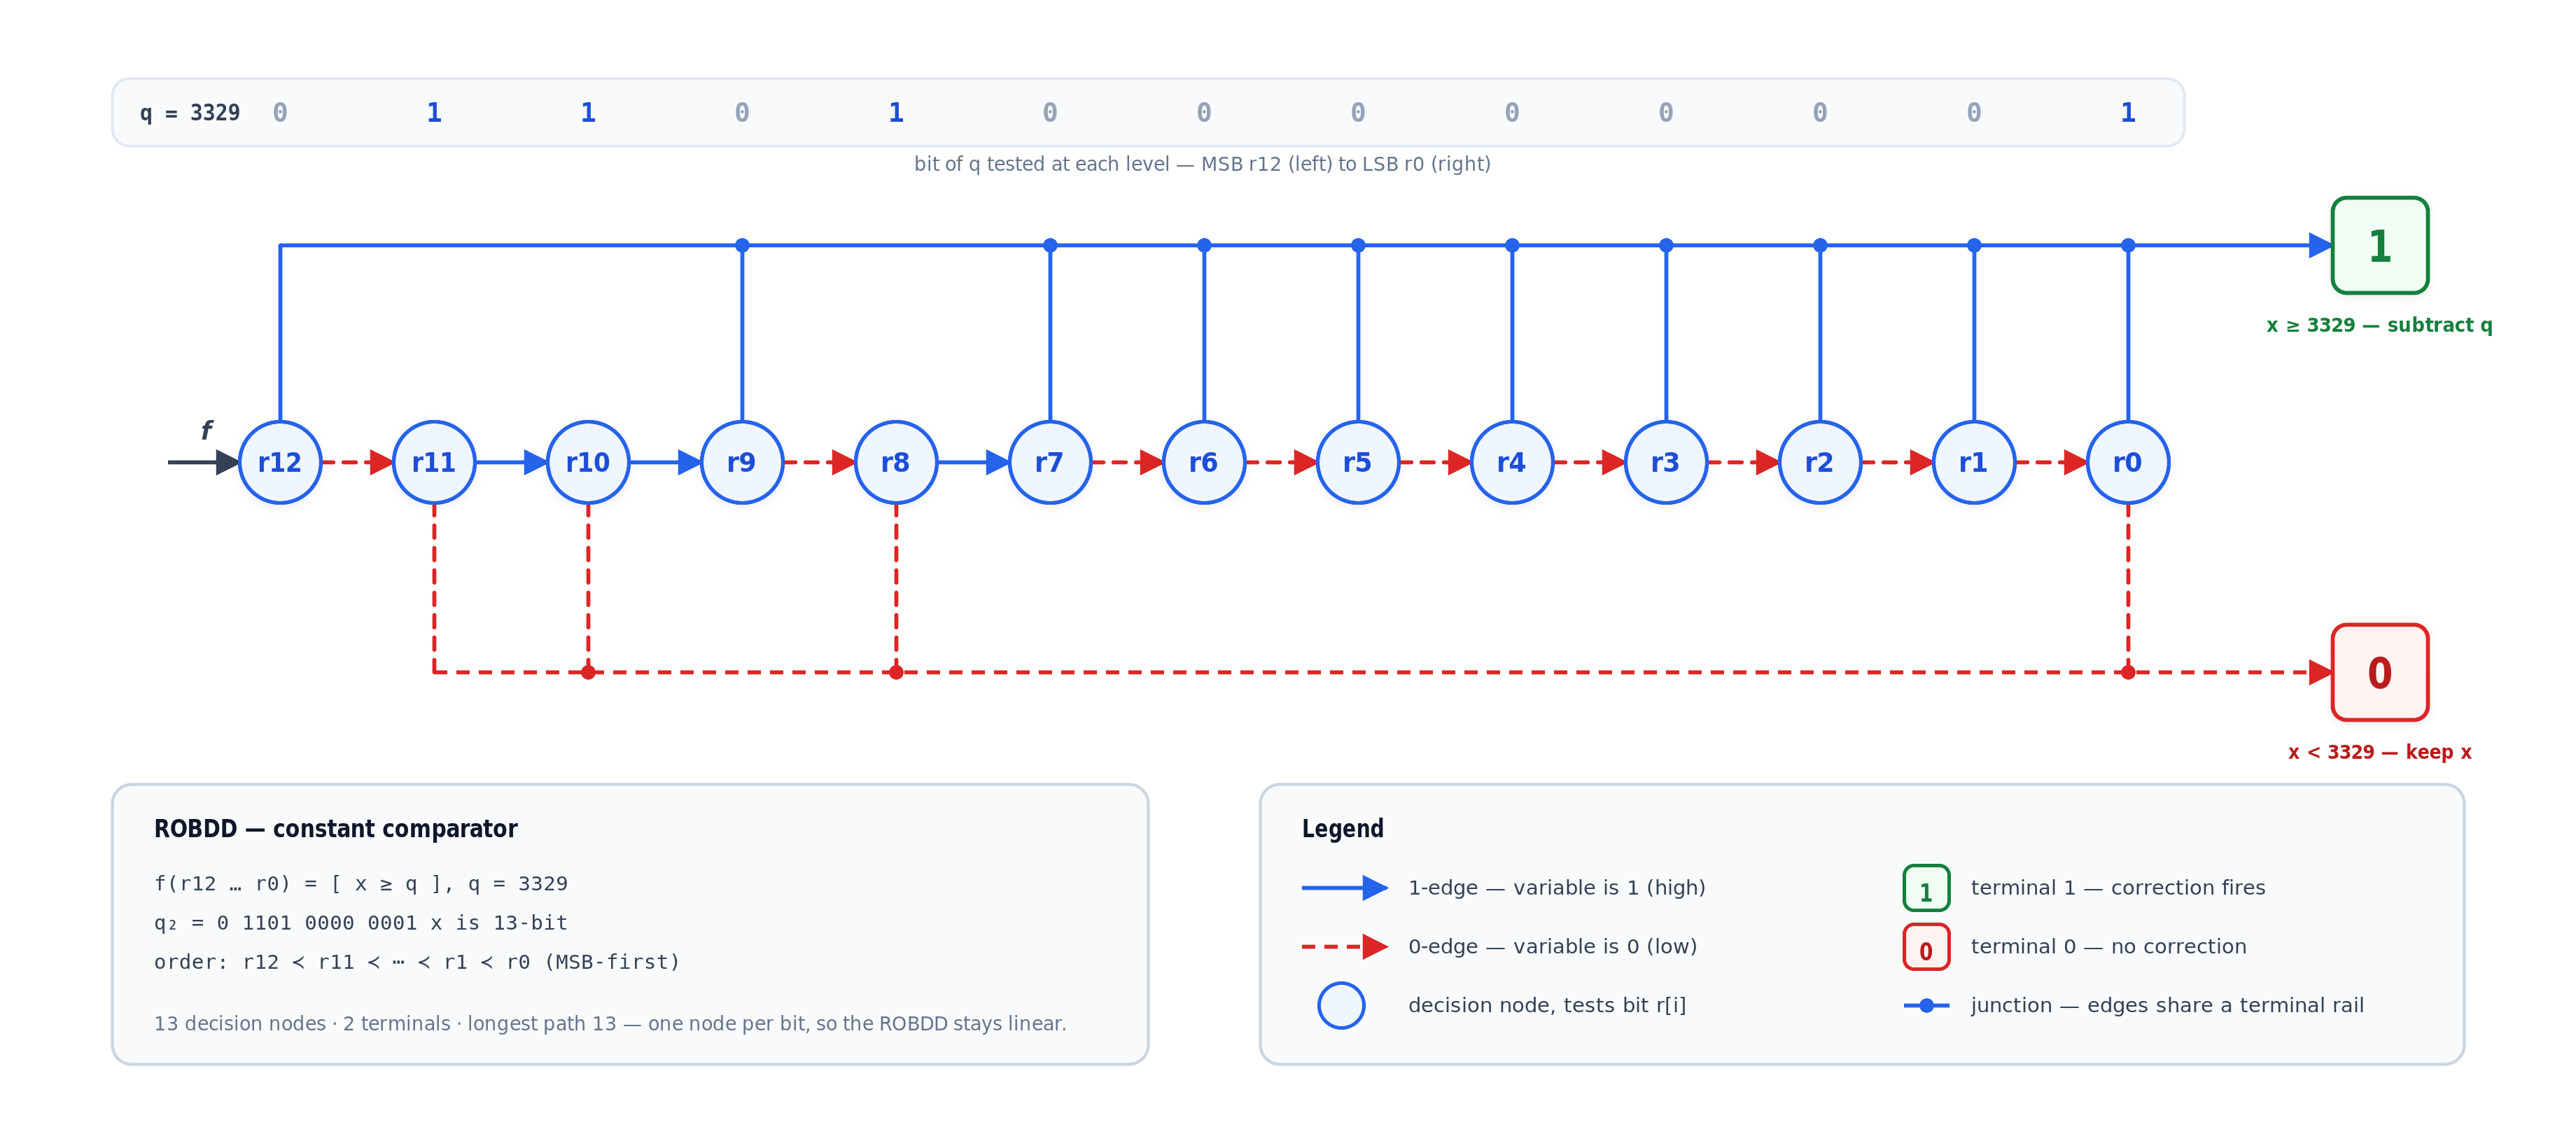 q = 3329 0 1 1 0 1 0 0 0 0 0 0 0 1
bit of q tested at each level — MSB r12 (left) to LSB r0 (right)
1
x ≥ 3329 — subtract q
f
r12 r11 r10 r9 r8 r7 r6 r5 r4 r3 r2 r1 r0
0
x < 3329 — keep x
ROBDD — constant comparator
f(r12 … r0) = [ x ≥ q ], q = 3329
q₂ = 0 1101 0000 0001 x is 13-bit
order: r12 ≺ r11 ≺ ⋯ ≺ r1 ≺ r0 (MSB-first)
13 decision nodes · 2 terminals · longest path 13 — one node per bit, so the ROBDD stays linear.
Legend
1-edge — variable is 1 (high)
1 terminal 1 — correction fires
0-edge — variable is 0 (low)
0 terminal 0 — no correction
decision node, tests bit r[i]
junction — edges share a terminal rail